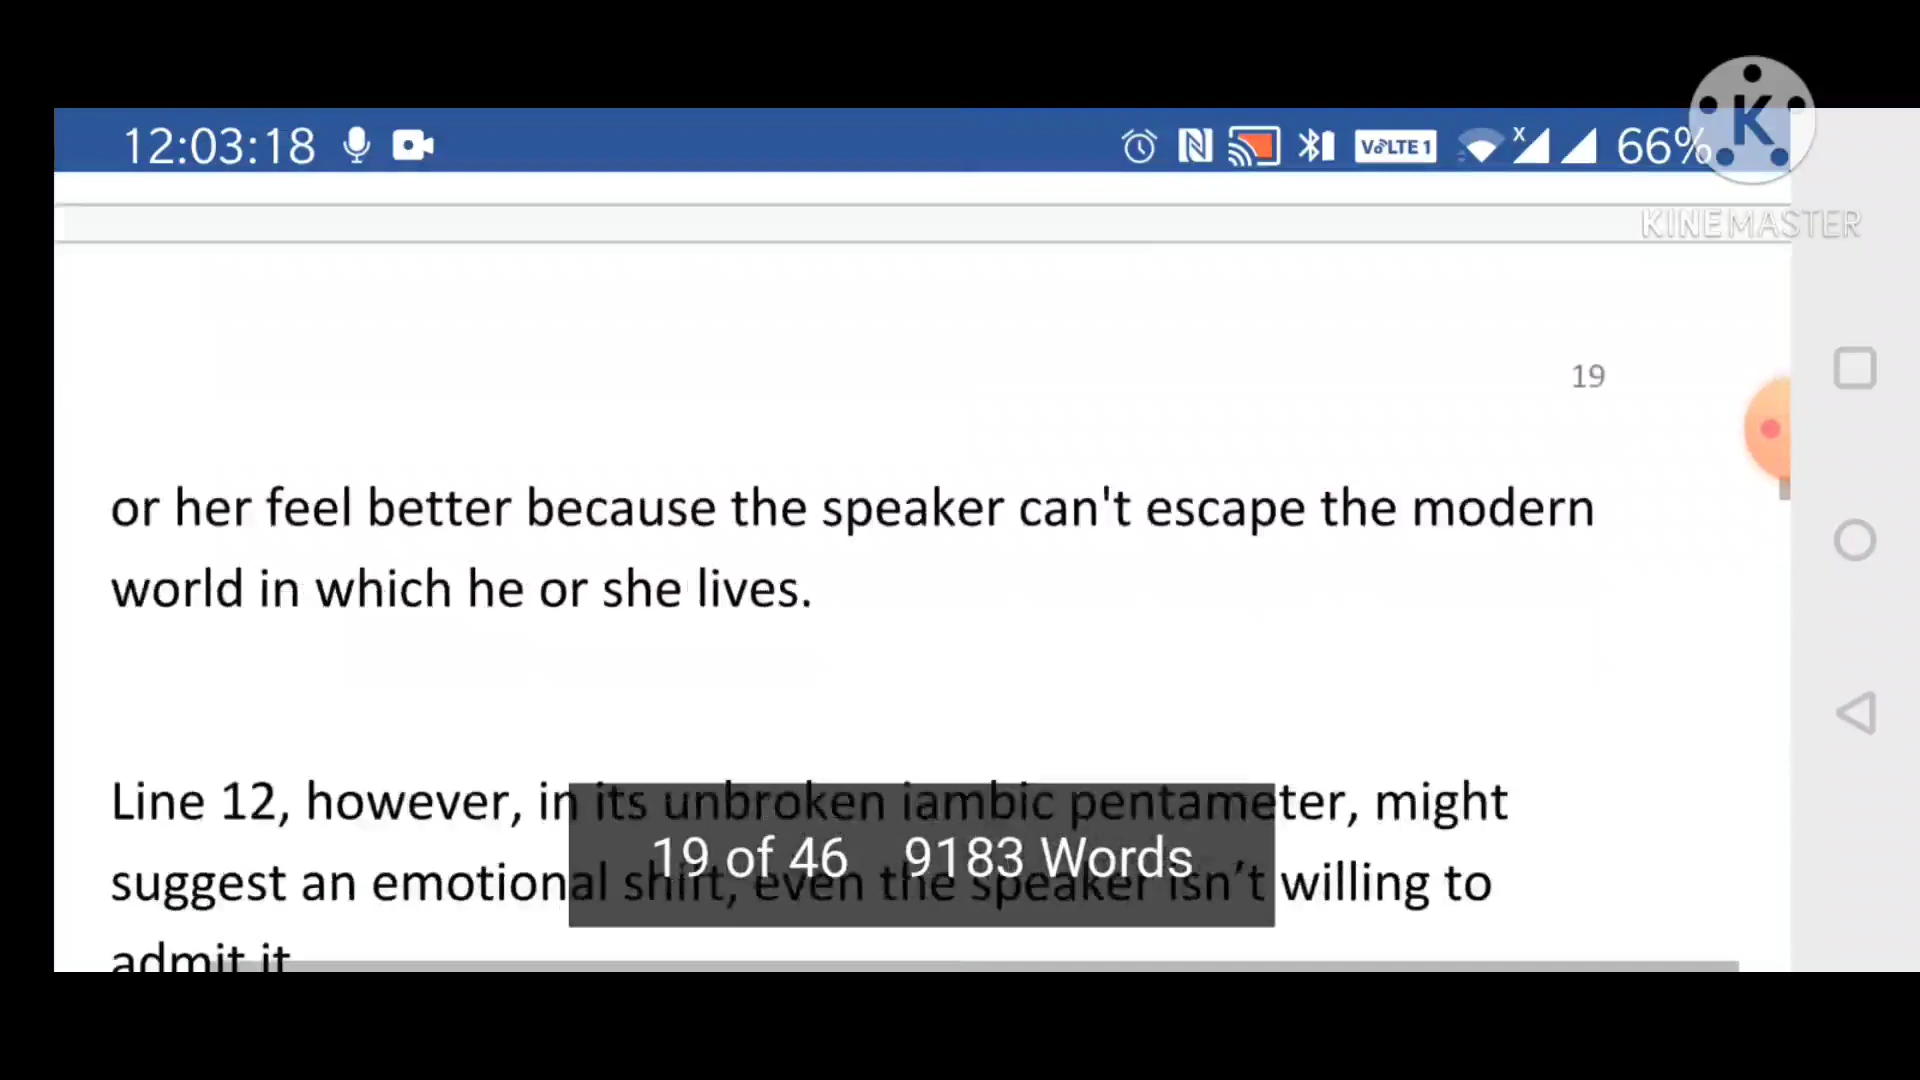 12:03:18 VoLTE 1 66%
K
KINEMASTER
19
or her feel better because the speaker can't escape the modern
world in which he or she lives.
Line 12, however, in its unbroken iambic pentameter, might
19 of 46 9183 Words
suggest an emotional shift, even the speaker isn’t willing to
admit it